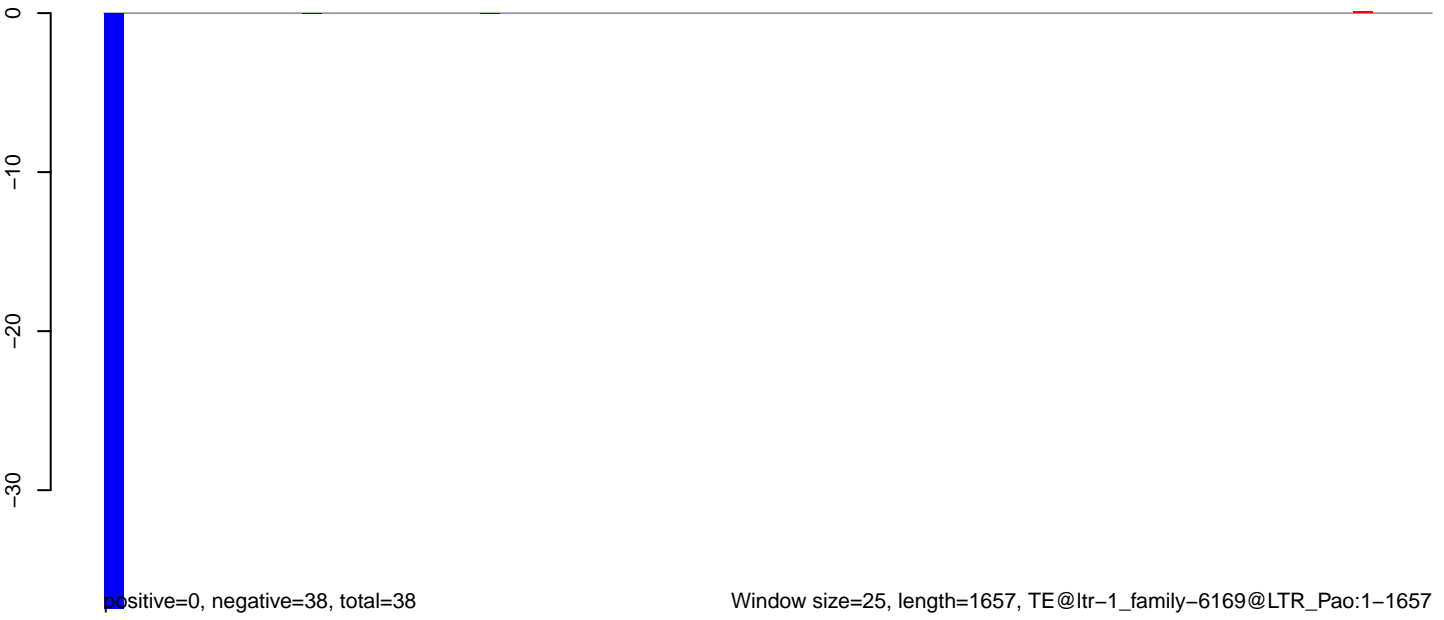 0
−10
−20
−30
positive=0, negative=38, total=38
Window size=25, length=1657, TE@ltr−1_family−6169@LTR_Pao:1−1657